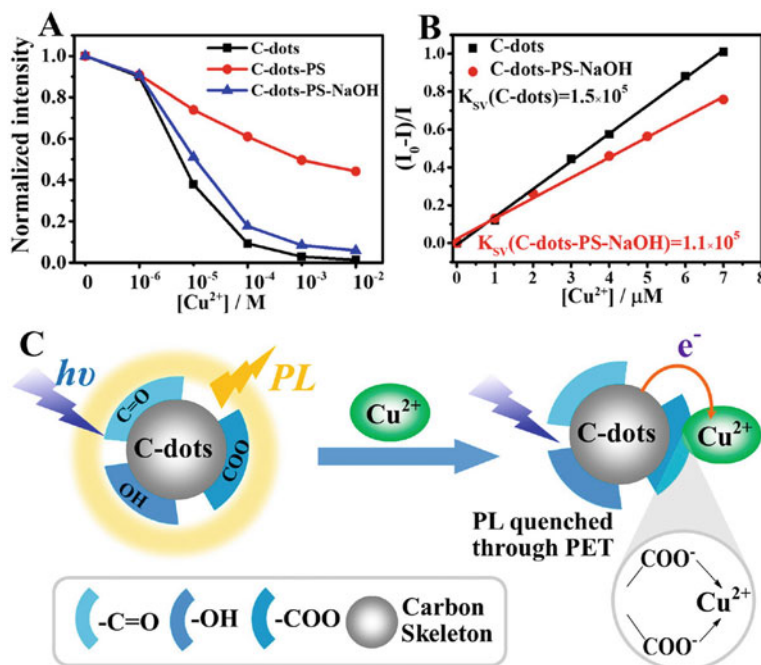 A
Normalized intensity
1.0
0.8
0.6
0.4
0.2
0.0
C-dots
C-dots-PS
C-dots-PS-NaOH
0 10⁻⁶ 10⁻⁵ 10⁻⁴ 10⁻³ 10⁻²
[Cu²⁺] / M
B
(I₀-I)/I
1.0
0.8
0.6
0.4
0.2
0.0
C-dots
C-dots-PS-NaOH
K_SV(C-dots)=1.5×10⁵
K_SV(C-dots-PS-NaOH)=1.1×10⁵
0 1 2 3 4 5 6 7
[Cu²⁺] / μM
C
hυ
PL
C=O
C-dots
COO
OH
Cu²⁺
e⁻
C-dots
Cu²⁺
PL quenched
through PET
COO⁻
Cu²⁺
COO⁻
-C=O -OH -COO Carbon
Skeleton